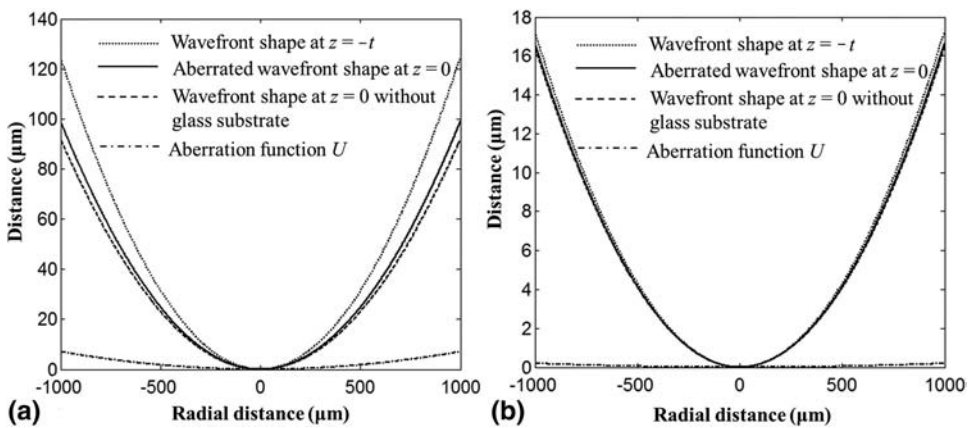 140
120
100
80
60
40
20
0
Distance (μm)
Wavefront shape at z = −t
Aberrated wavefront shape at z = 0
Wavefront shape at z = 0 without
glass substrate
Aberration function U
-1000
-500
0
500
1000
Radial distance (μm)
(a)
18
16
14
12
10
8
6
4
2
0
Distance (μm)
Wavefront shape at z = −t
Aberrated wavefront shape at z = 0
Wavefront shape at z = 0 without
glass substrate
Aberration function U
-1000
-500
0
500
1000
Radial distance (μm)
(b)